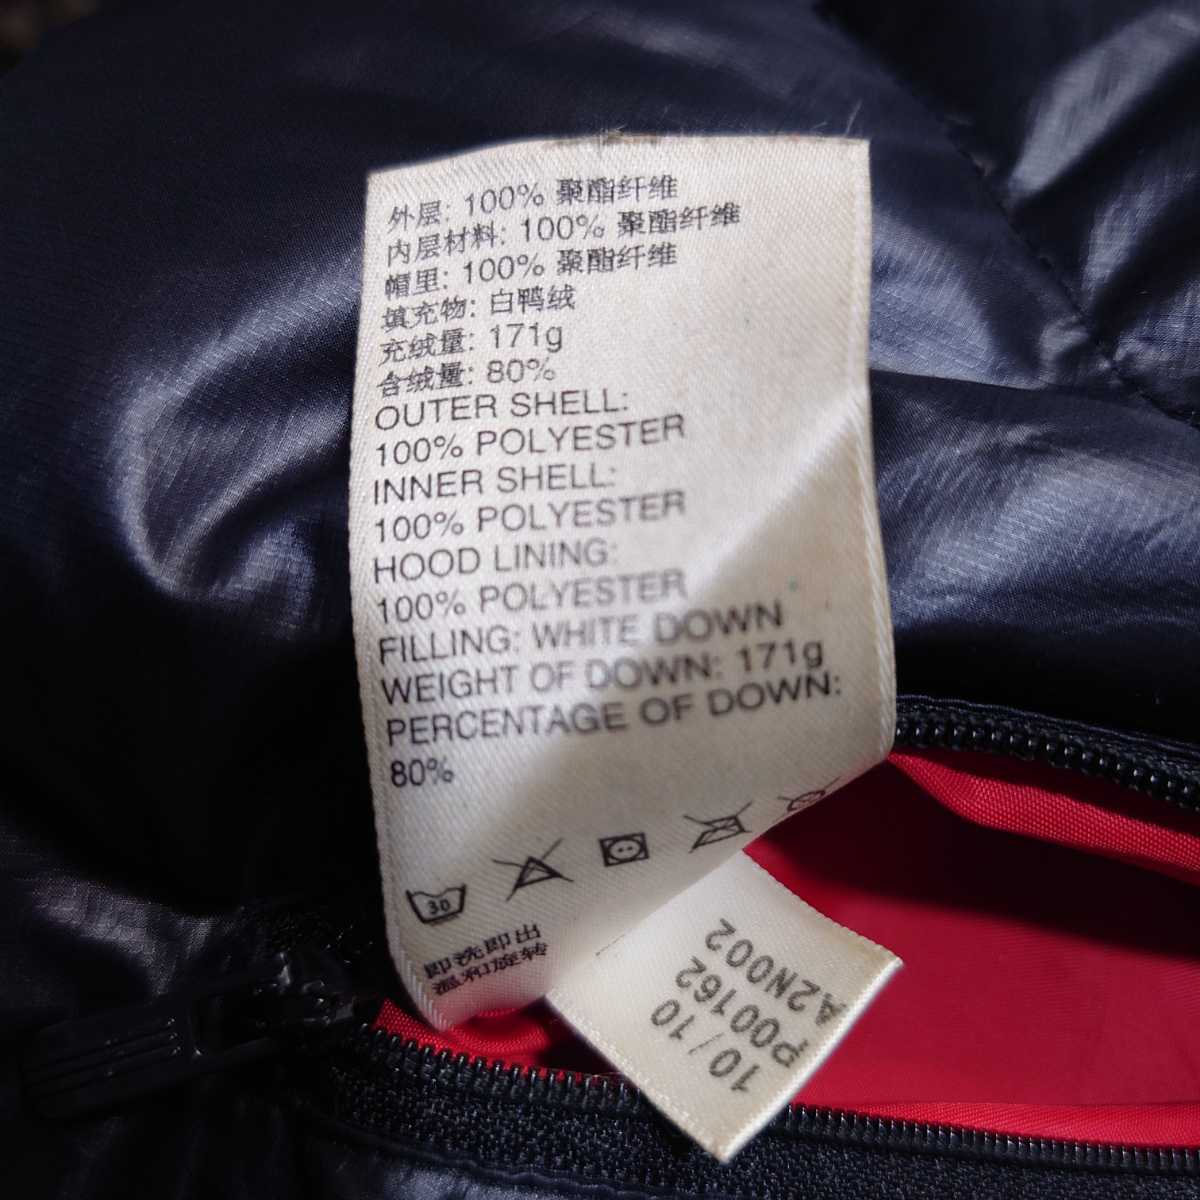 外层: 100% 聚酯纤维
内层材料: 100% 聚酯纤维
帽里: 100% 聚酯纤维
填充物: 白鸭绒
充绒量: 171g
含绒量: 80%
OUTER SHELL:
100% POLYESTER
INNER SHELL:
100% POLYESTER
HOOD LINING:
100% POLYESTER
FILLING: WHITE DOWN
WEIGHT OF DOWN: 171g
PERCENTAGE OF DOWN:
80%
30
即洗即出
温和旋转
10/10
P00162
A2N002